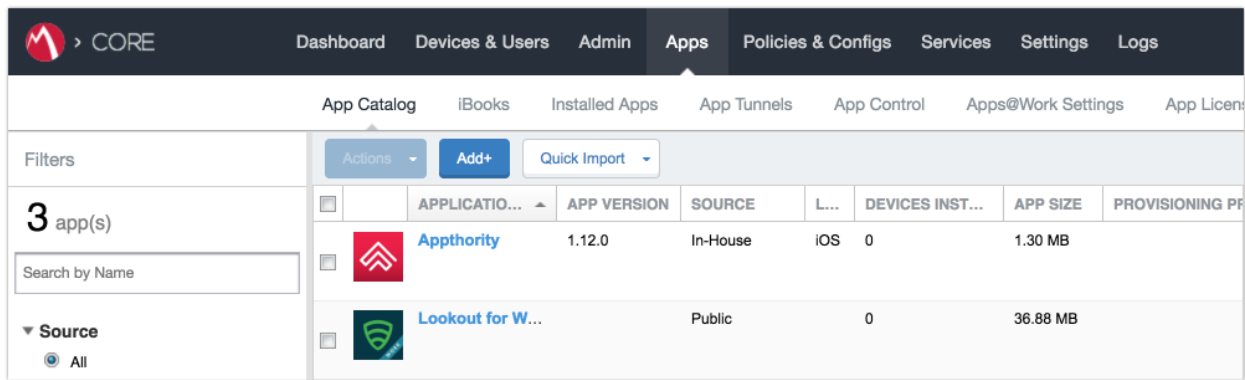 › CORE
Dashboard Devices & Users Admin Apps Policies & Configs Services Settings Logs
App Catalog iBooks Installed Apps App Tunnels App Control Apps@Work Settings App Licens
Filters
Actions Add+ Quick Import
3 app(s)
APPLICATIO... APP VERSION SOURCE L... DEVICES INST... APP SIZE PROVISIONING PR
Appthority 1.12.0 In-House iOS 0 1.30 MB
Search by Name
Lookout for W... Public 0 36.88 MB
WORK
Source
All